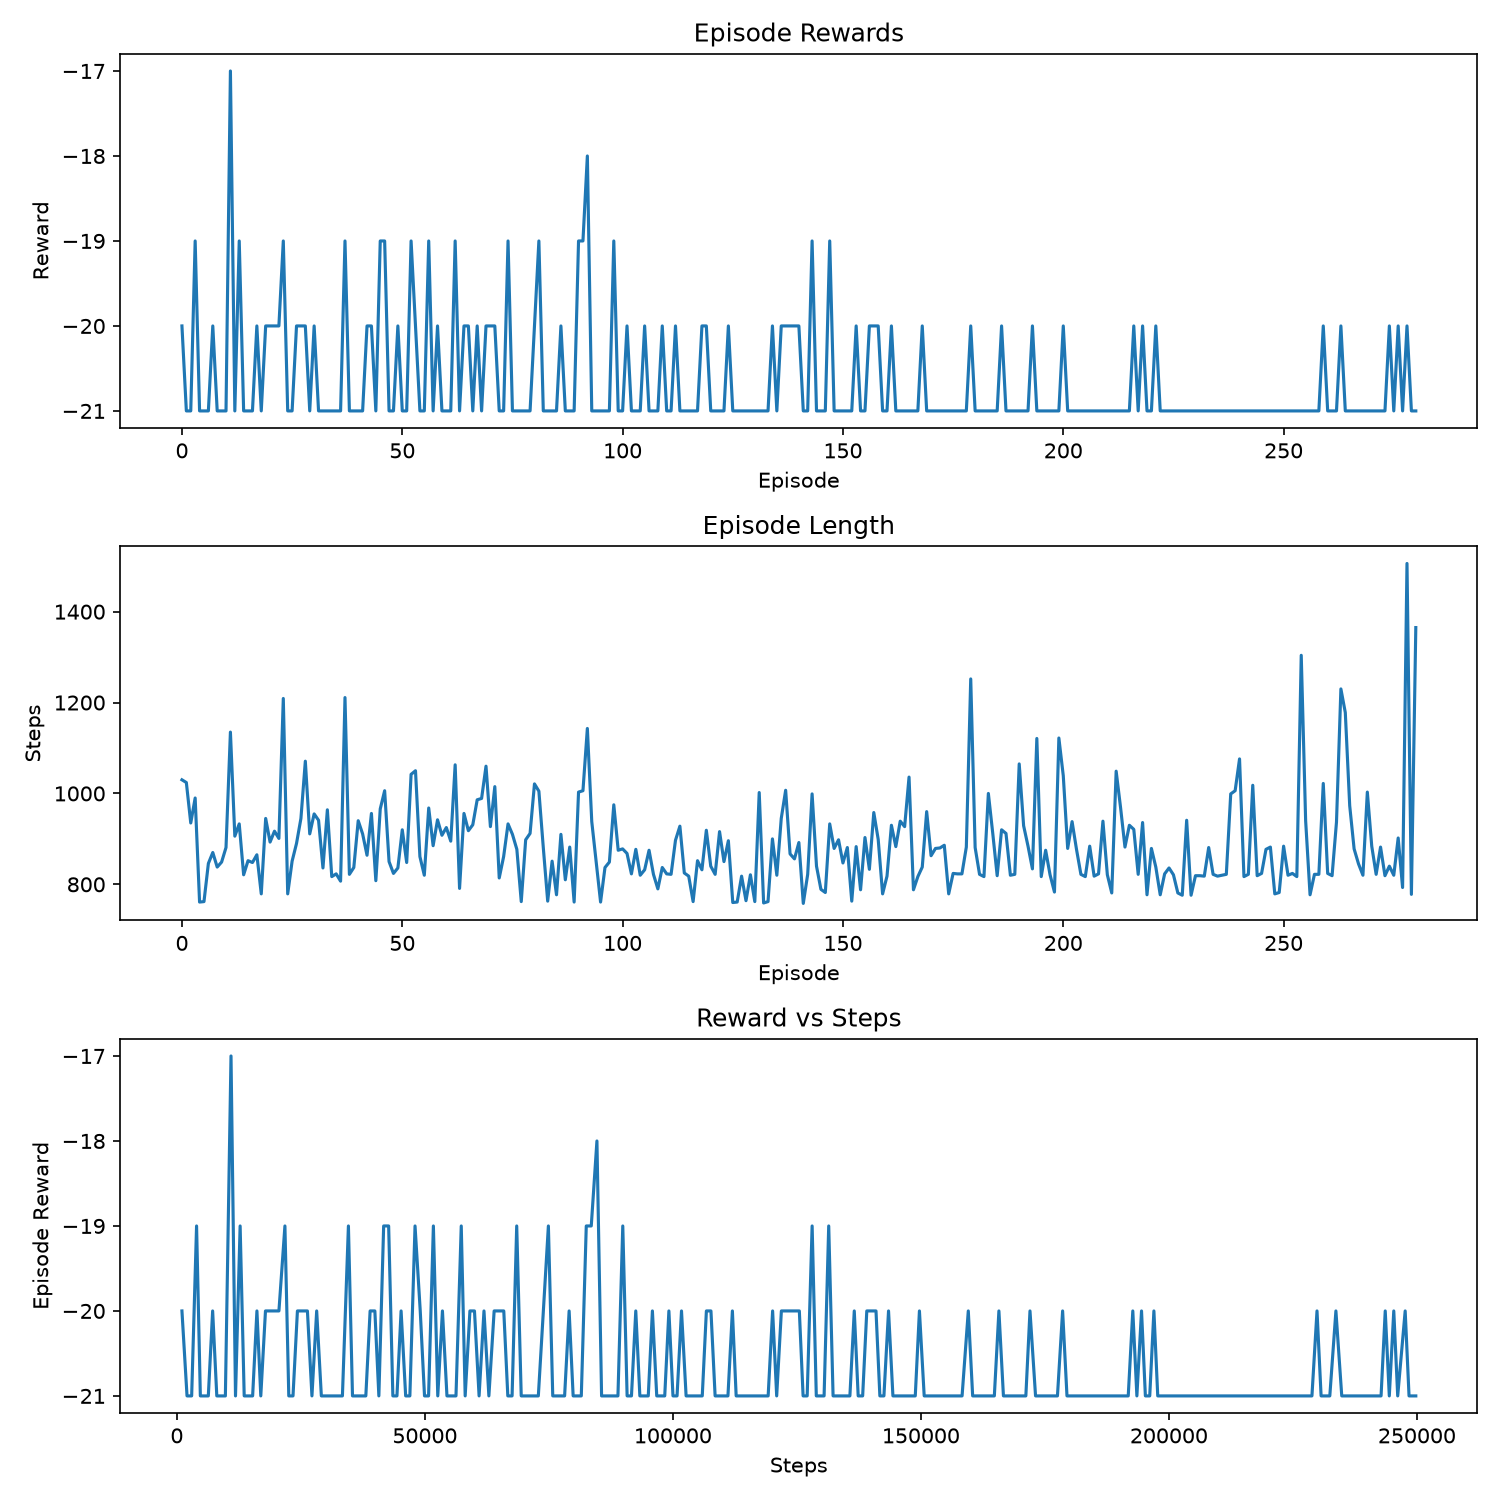 Episode Rewards
−17
−18
−19
−20
−21
Reward
0 50 100 150 200 250
Episode
Episode Length
1400
1200
1000
800
Steps
0 50 100 150 200 250
Episode
Reward vs Steps
−17
−18
−19
−20
−21
Episode Reward
0 50000 100000 150000 200000 250000
Steps